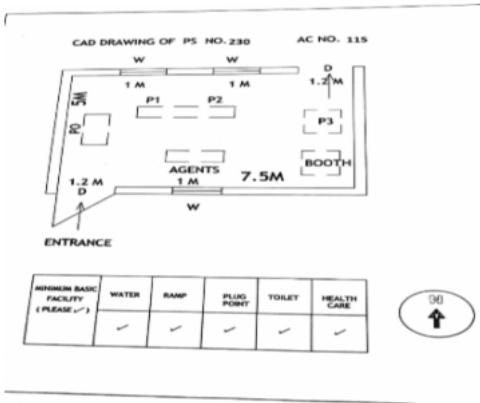 CAD DRAWING OF PS NO. 230 AC NO. 115
W W D
1 M 1 M 1.2 M
5M
P1 P2
P3
PO
AGENTS
BOOTH
1.2 M 1 M 7.5M
D
W
ENTRANCE
MINIMUM BASIC FACILITY ( PLEASE ✓ ) WATER RAMP PLUG POINT TOILET HEALTH CARE
✓ ✓ ✓ ✓ ✓
N